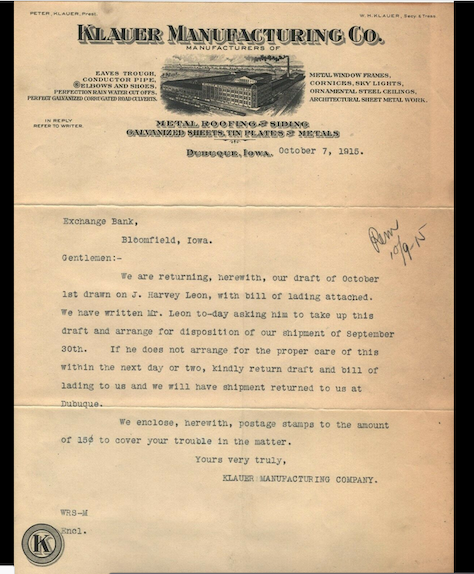 PETER KLAUER, Prest.
W.H.KLAUER, Secy & Treas.
KLAUER MANUFACTURING CO.
MANUFACTURERS OF
EAVES TROUGH,
CONDUCTOR PIPE,
ELBOWS AND SHOES,
PERFECTION RAIN WATER CUT OFFS,
PERFECT GALVANIZED CORRUGATED ROAD CULVERTS.
METAL WINDOW FRAMES,
CORNICES, SKY LIGHTS,
ORNAMENTAL STEEL CEILINGS,
ARCHITECTURAL SHEET METAL WORK.
IN REPLY
REFER TO WRITER.
METAL ROOFING & SIDING
GALVANIZED SHEETS, TIN PLATES & METALS
DUBUQUE, IOWA. October 7, 1915.
Exchange Bank,
Bloomfield, Iowa.
10/9-15
Gentlemen:-
We are returning, herewith, our draft of October
1st drawn on J. Harvey Leon, with bill of lading attached.
We have written Mr. Leon to-day asking him to take up this
draft and arrange for disposition of our shipment of September
30th. If he does not arrange for the proper care of this
within the next day or two, kindly return draft and bill of
lading to us and we will have shipment returned to us at
Dubuque.
We enclose, herewith, postage stamps to the amount
of 15¢ to cover your trouble in the matter.
Yours very truly,
KLAUER MANUFACTURING COMPANY.
WRS-M
Encl.
K